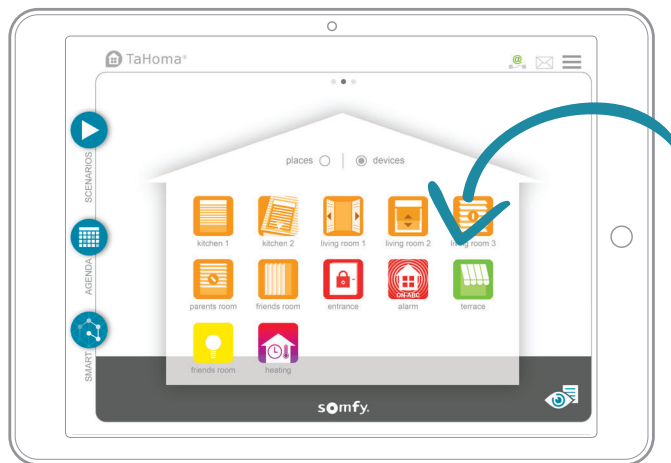 TaHoma®
@
places
devices
SCENARIOS
kitchen 1
kitchen 2
living room 1
living room 2
living room 3
AGENDA
parents room
friends room
entrance
ON ABC
alarm
terrace
SMART
friends room
heating
somfy.